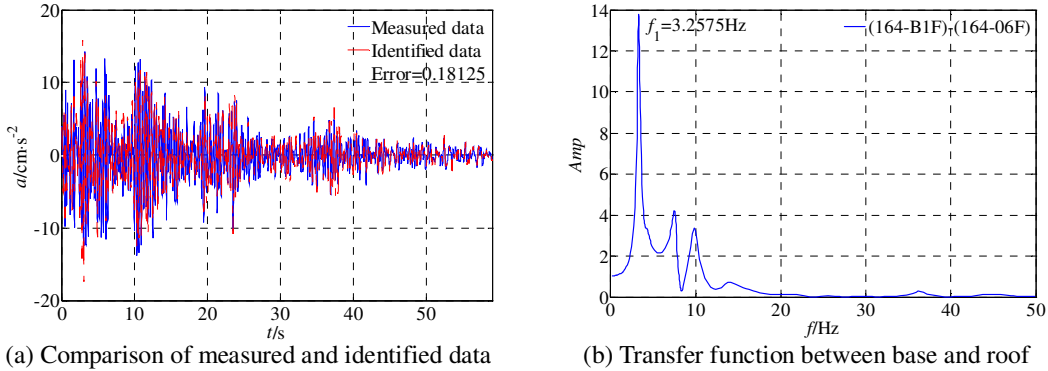 20
10
0
-10
-20
a/cm·s-2
Measured data
Identified data
Error=0.18125
0 10 20 30 40 50
t/s
(a) Comparison of measured and identified data
14
12
10
8
6
4
2
0
Amp
f1=3.2575Hz
(164-B1F)T(164-06F)
0 10 20 30 40 50
f/Hz
(b) Transfer function between base and roof